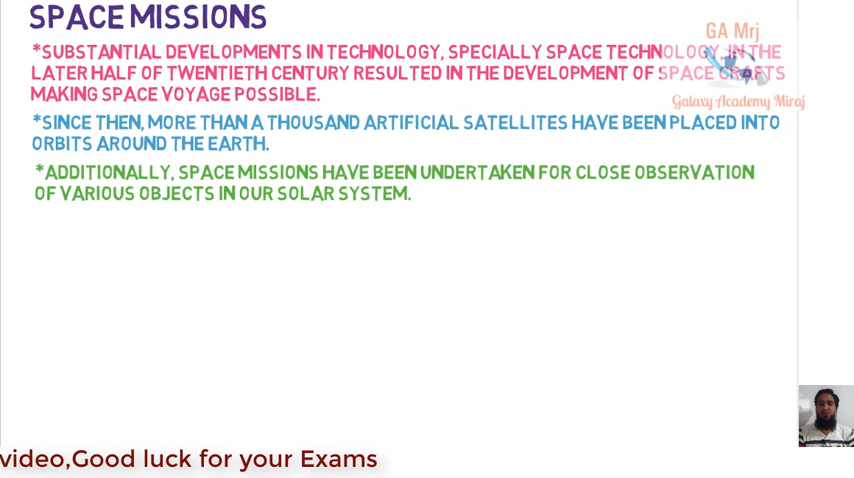 SPACE MISSIONS
GA Mrj
*SUBSTANTIAL DEVELOPMENTS IN TECHNOLOGY, SPECIALLY SPACE TECHNOLOGY, IN THE
LATER HALF OF TWENTIETH CENTURY RESULTED IN THE DEVELOPMENT OF SPACE CRAFTS
MAKING SPACE VOYAGE POSSIBLE.
Galaxy Academy Miraj
*SINCE THEN, MORE THAN A THOUSAND ARTIFICIAL SATELLITES HAVE BEEN PLACED INTO
ORBITS AROUND THE EARTH.
*ADDITIONALLY, SPACE MISSIONS HAVE BEEN UNDERTAKEN FOR CLOSE OBSERVATION
OF VARIOUS OBJECTS IN OUR SOLAR SYSTEM.
video,Good luck for your Exams